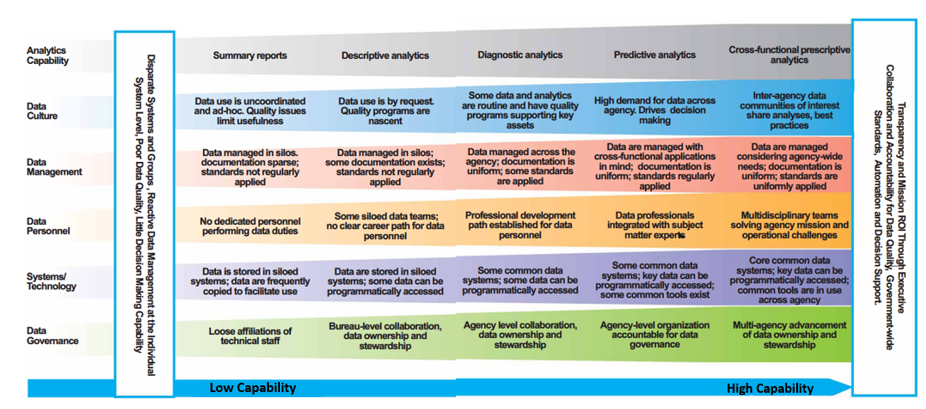 Analytics
Capability
Summary reports
Descriptive analytics
Diagnostic analytics
Predictive analytics
Cross-functional prescriptive
analytics
Data
Culture
Data use is uncoordinated
and ad-hoc. Quality issues
limit usefulness
Data use is by request.
Quality programs are
nascent
Some data and analytics
are routine and have quality
programs supporting key
assets
High demand for data across
agency. Drives decision
making
Inter-agency data
communities of interest
share analyses, best
practices
Data
Management
Data managed in silos.
documentation sparse;
standards not regularly
applied
Data managed in silos;
some documentation exists;
standards not regularly
applied
Data managed across the
agency; documentation is
uniform; some standards
are applied
Data are managed with
cross-functional applications
in mind; documentation is
uniform; standards regularly
applied
Data are managed
considering agency-wide
needs; documentation is
uniform; standards are
uniformly applied
Data
Personnel
No dedicated personnel
performing data duties
Some siloed data teams;
no clear career path for data
personnel
Professional development
path established for data
personnel
Data professionals
integrated with subject
matter experts
Multidisciplinary teams
solving agency mission and
operational challenges
Systems/
Technology
Data is stored in siloed
systems; data are frequently
copied to facilitate use
Data are stored in siloed
systems; some data can be
programmatically accessed
Some common data
systems; some data can be
programmatically accessed
Some common data
systems; key data can be
programmatically accessed;
some common tools exist
Core common data
systems; key data can be
programmatically accessed;
common tools are in use
across agency
Data
Governance
Loose affiliations of
technical staff
Bureau-level collaboration,
data ownership and
stewardship
Agency level collaboration,
data ownership and
stewardship
Agency-level organization
accountable for data
governance
Multi-agency advancement
of data ownership and
stewardship
Disparate Systems and Groups , Reactive Data Management at the Individual
System Level, Poor Data Quality, Little Decision Making Capability
Transparency and Mission ROI Through Executive
Collaboration and Accountability for Data Quality, Government-wide
Standards, Automation and Decision Support.
Low Capability
High Capability